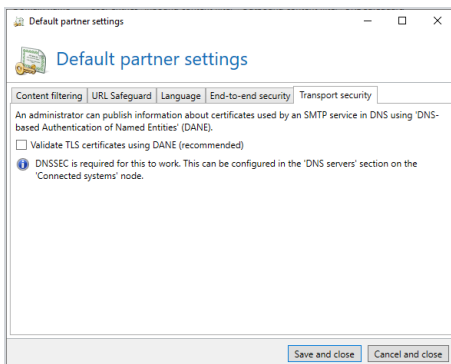 Default partner settings
Default partner settings
Content filtering URL Safeguard Language End-to-end security Transport security
An administrator can publish information about certificates used by an SMTP service in DNS using 'DNS-
based Authentication of Named Entities' (DANE).
Validate TLS certificates using DANE (recommended)
DNSSEC is required for this to work. This can be configured in the 'DNS servers' section on the
'Connected systems' node.
Save and close Cancel and close